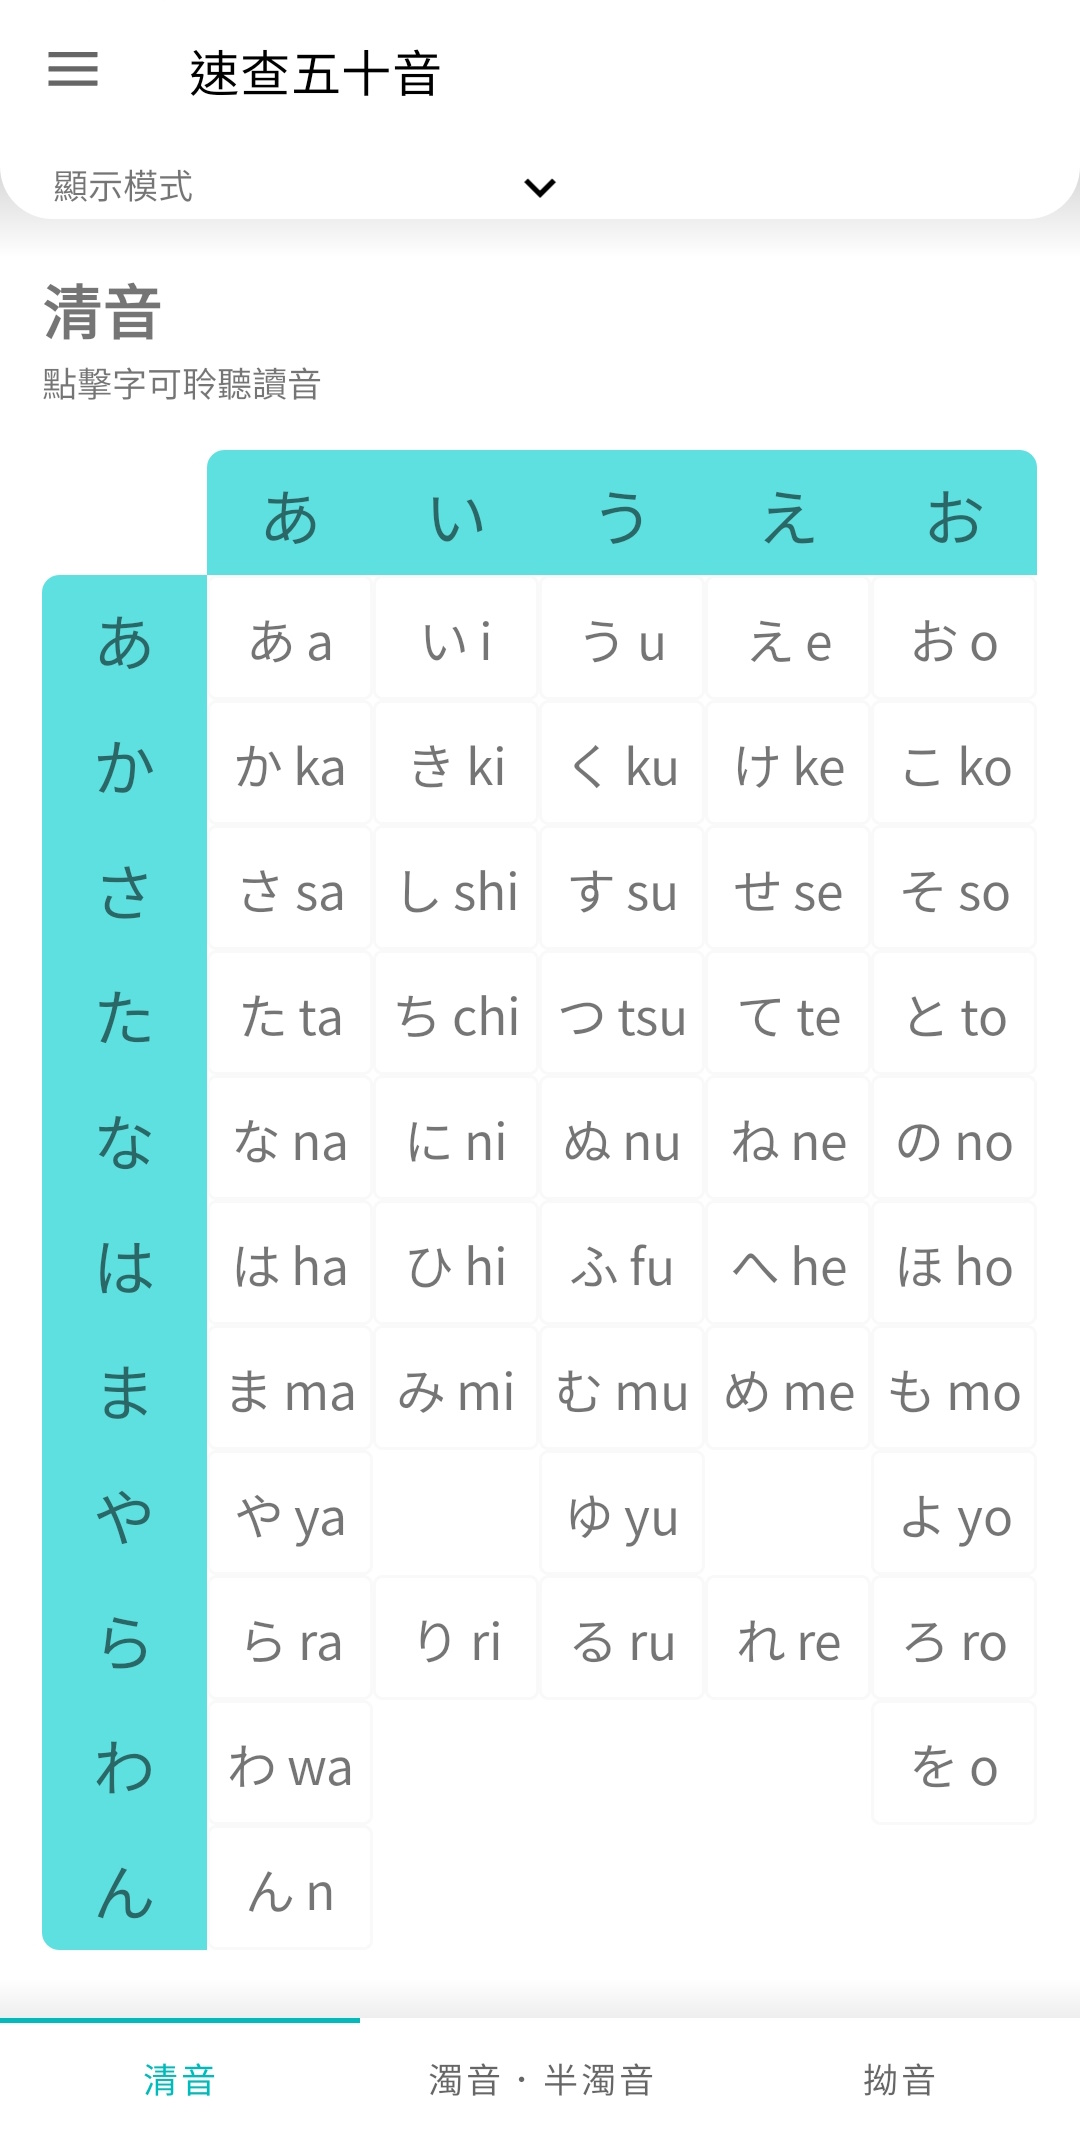 速查五十音
顯示模式
清音
點擊字可聆聽讀音
あ い う え お
あ あ a い i う u え e お o
か か ka き ki く ku け ke こ ko
さ さ sa し shi す su せ se そ so
た た ta ち chi つ tsu て te と to
な な na に ni ぬ nu ね ne の no
は は ha ひ hi ふ fu へ he ほ ho
ま ま ma み mi む mu め me も mo
や や ya ゆ yu よ yo
ら ら ra り ri る ru れ re ろ ro
わ わ wa を o
ん ん n
清音 濁音・半濁音 拗音